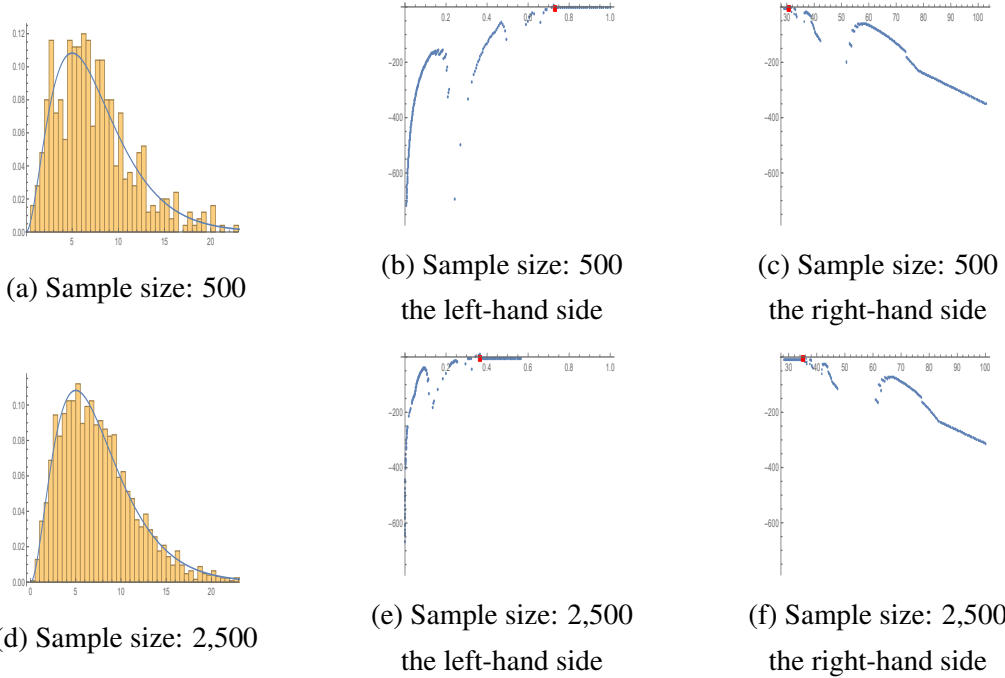 0.12
0.10
0.08
0.06
0.04
0.02
0.00
5 10 15 20
(a) Sample size: 500
0.2 0.4 0.6 0.8 1.0
−200
−400
−600
(b) Sample size: 500
the left-hand side
30 40 50 60 70 80 90 100
−200
−400
−600
(c) Sample size: 500
the right-hand side
0.10
0.08
0.06
0.04
0.02
0.00
0 5 10 15 20
(d) Sample size: 2,500
0.2 0.4 0.6 0.8 1.0
−200
−400
−600
(e) Sample size: 2,500
the left-hand side
30 40 50 60 70 80 90 100
−200
−400
−600
(f) Sample size: 2,500
the right-hand side